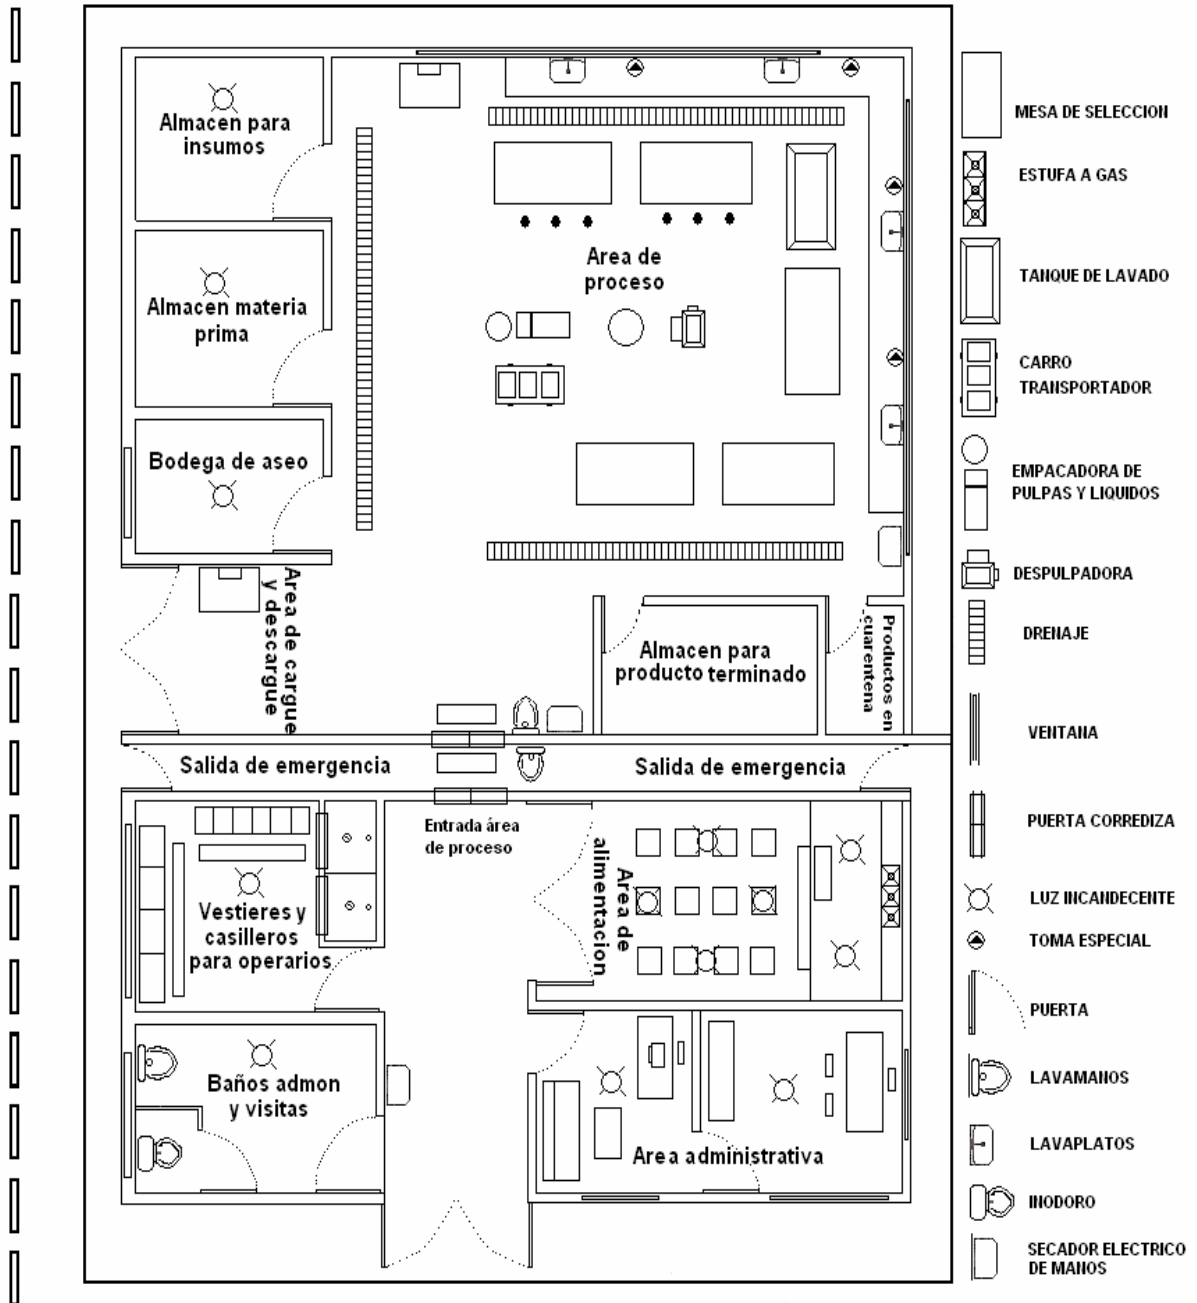 Almacen para
insumos
Almacen materia
prima
Bodega de aseo
Area de
proceso
Area de cargue
y descargue
Almacen para
producto terminado
Productos en
cuarentena
Salida de emergencia
Salida de emergencia
Entrada área
de proceso
Vestieres y
casilleros
para operarios
Area de
alimentacion
Baños admon
y visitas
Area administrativa
MESA DE SELECCION
ESTUFA A GAS
TANQUE DE LAVADO
CARRO
TRANSPORTADOR
EMPACADORA DE
PULPAS Y LIQUIDOS
DESPULPADORA
DRENAJE
VENTANA
PUERTA CORREDIZA
LUZ INCANDECENTE
TOMA ESPECIAL
PUERTA
LAVAMANOS
LAVAPLATOS
INODORO
SECADOR ELECTRICO
DE MANOS